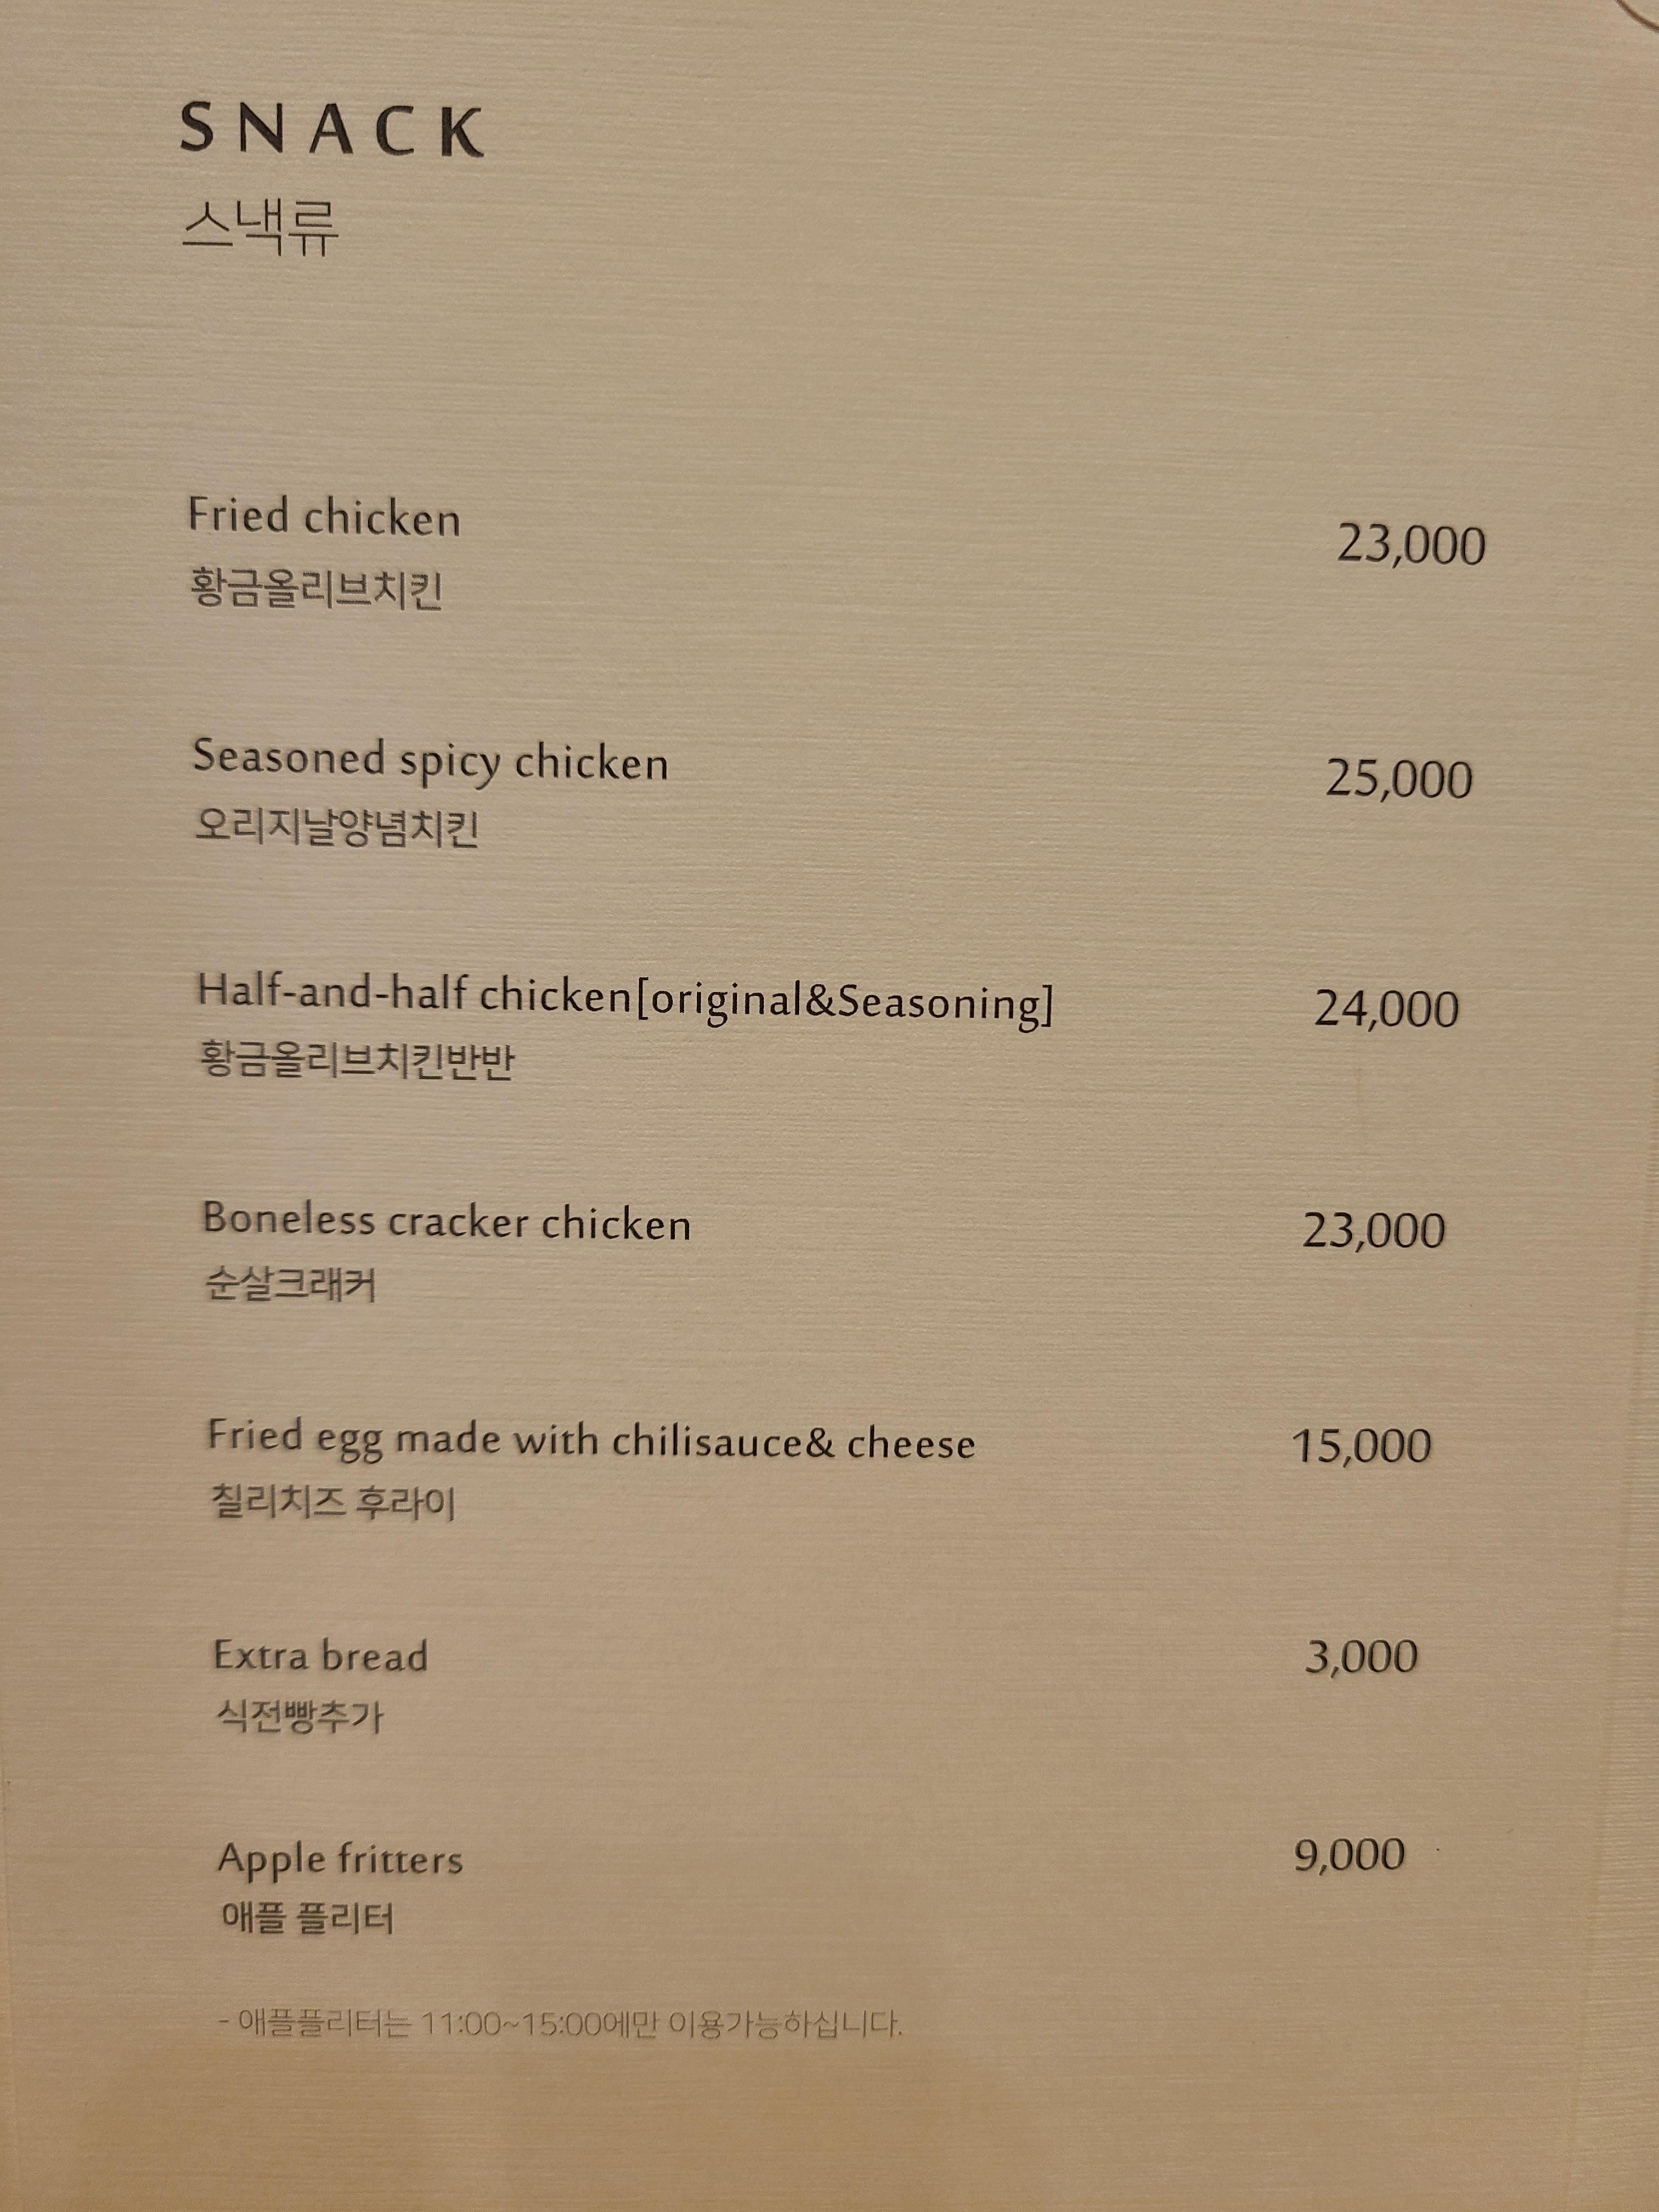 SNACK
스낵류
Fried chicken 23,000
황금올리브치킨
Seasoned spicy chicken 25,000
오리지날양념치킨
Half-and-half chicken[original&Seasoning] 24,000
황금올리브치킨반반
Boneless cracker chicken 23,000
순살크래커
Fried egg made with chilisauce& cheese 15,000
칠리치즈 후라이
Extra bread 3,000
식전빵추가
Apple fritters 9,000
애플 플리터
- 애플플리터는 11:00~15:00에만 이용가능하십니다.